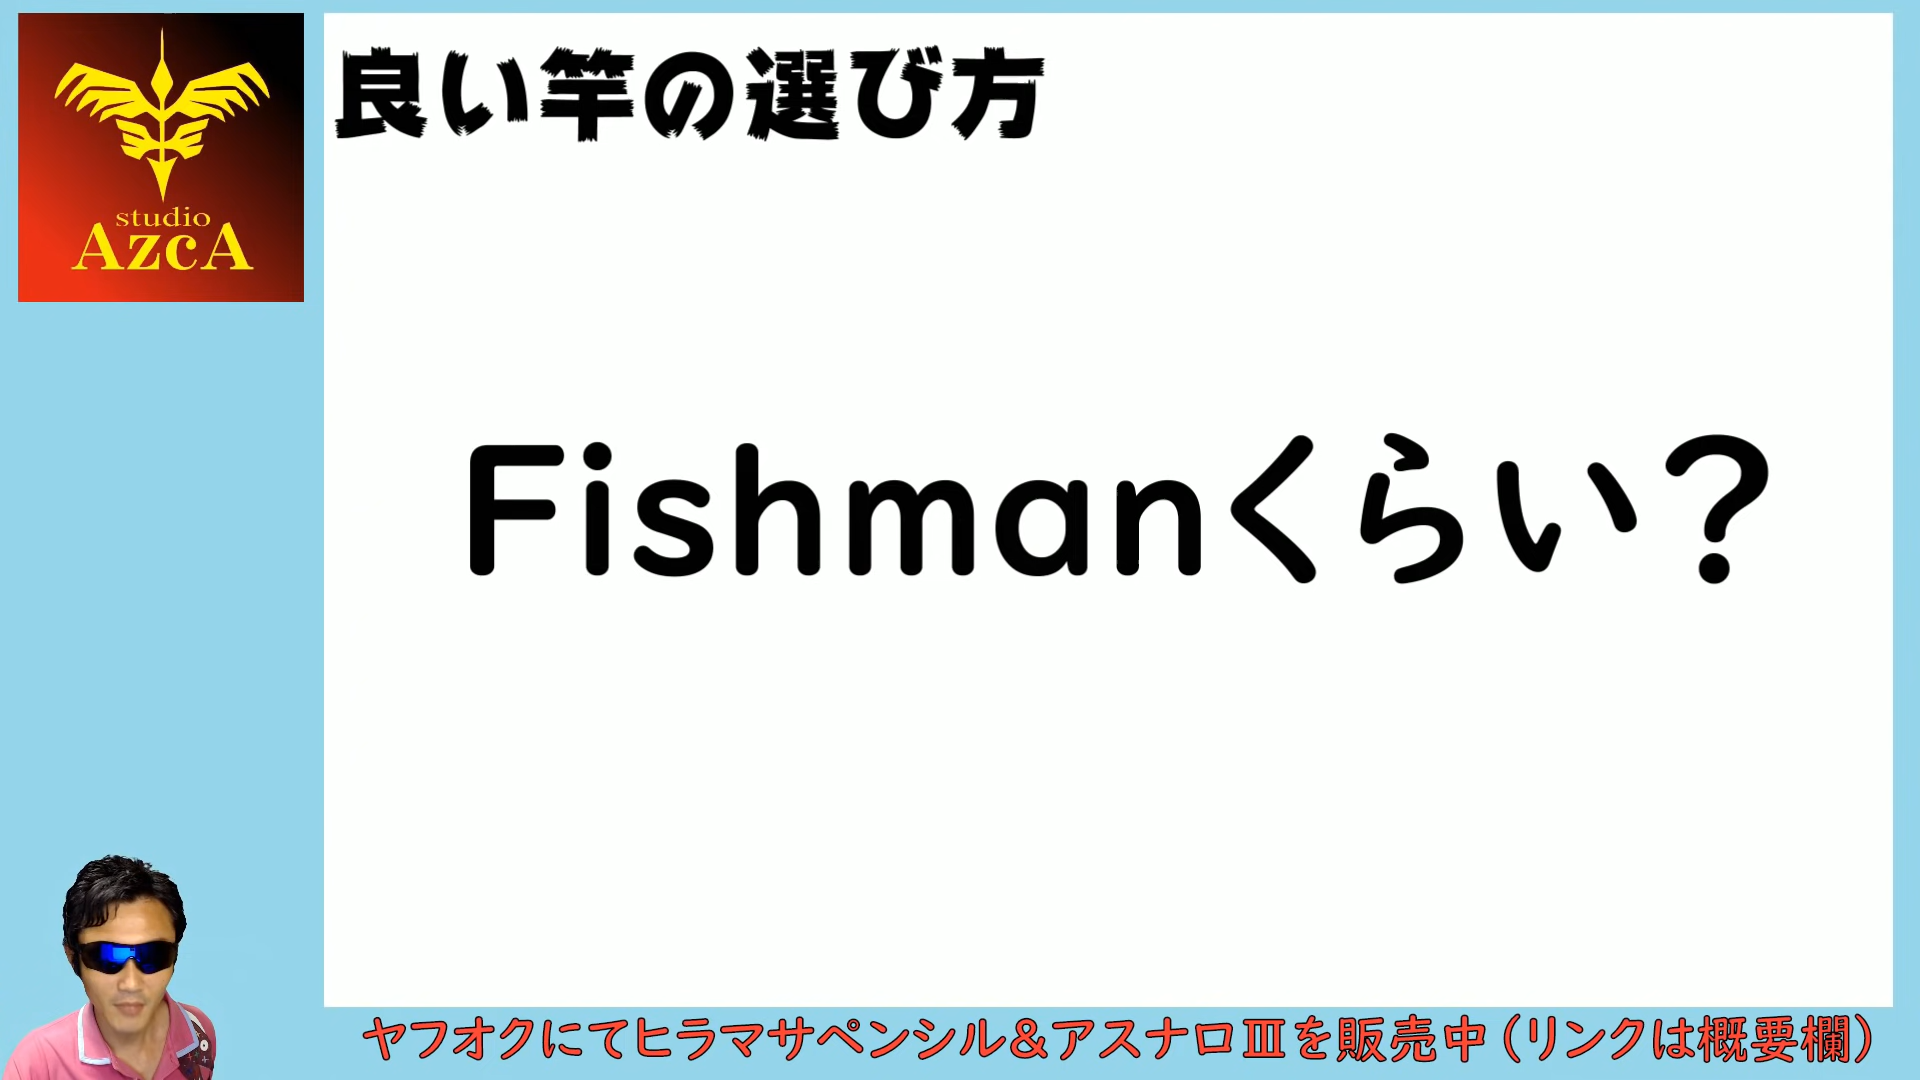 studio
AzcA
良い竿の選び方
Fishmanくらい？
ヤフオクにてヒラマサペンシル＆アスナロⅢを販売中（リンクは概要欄）